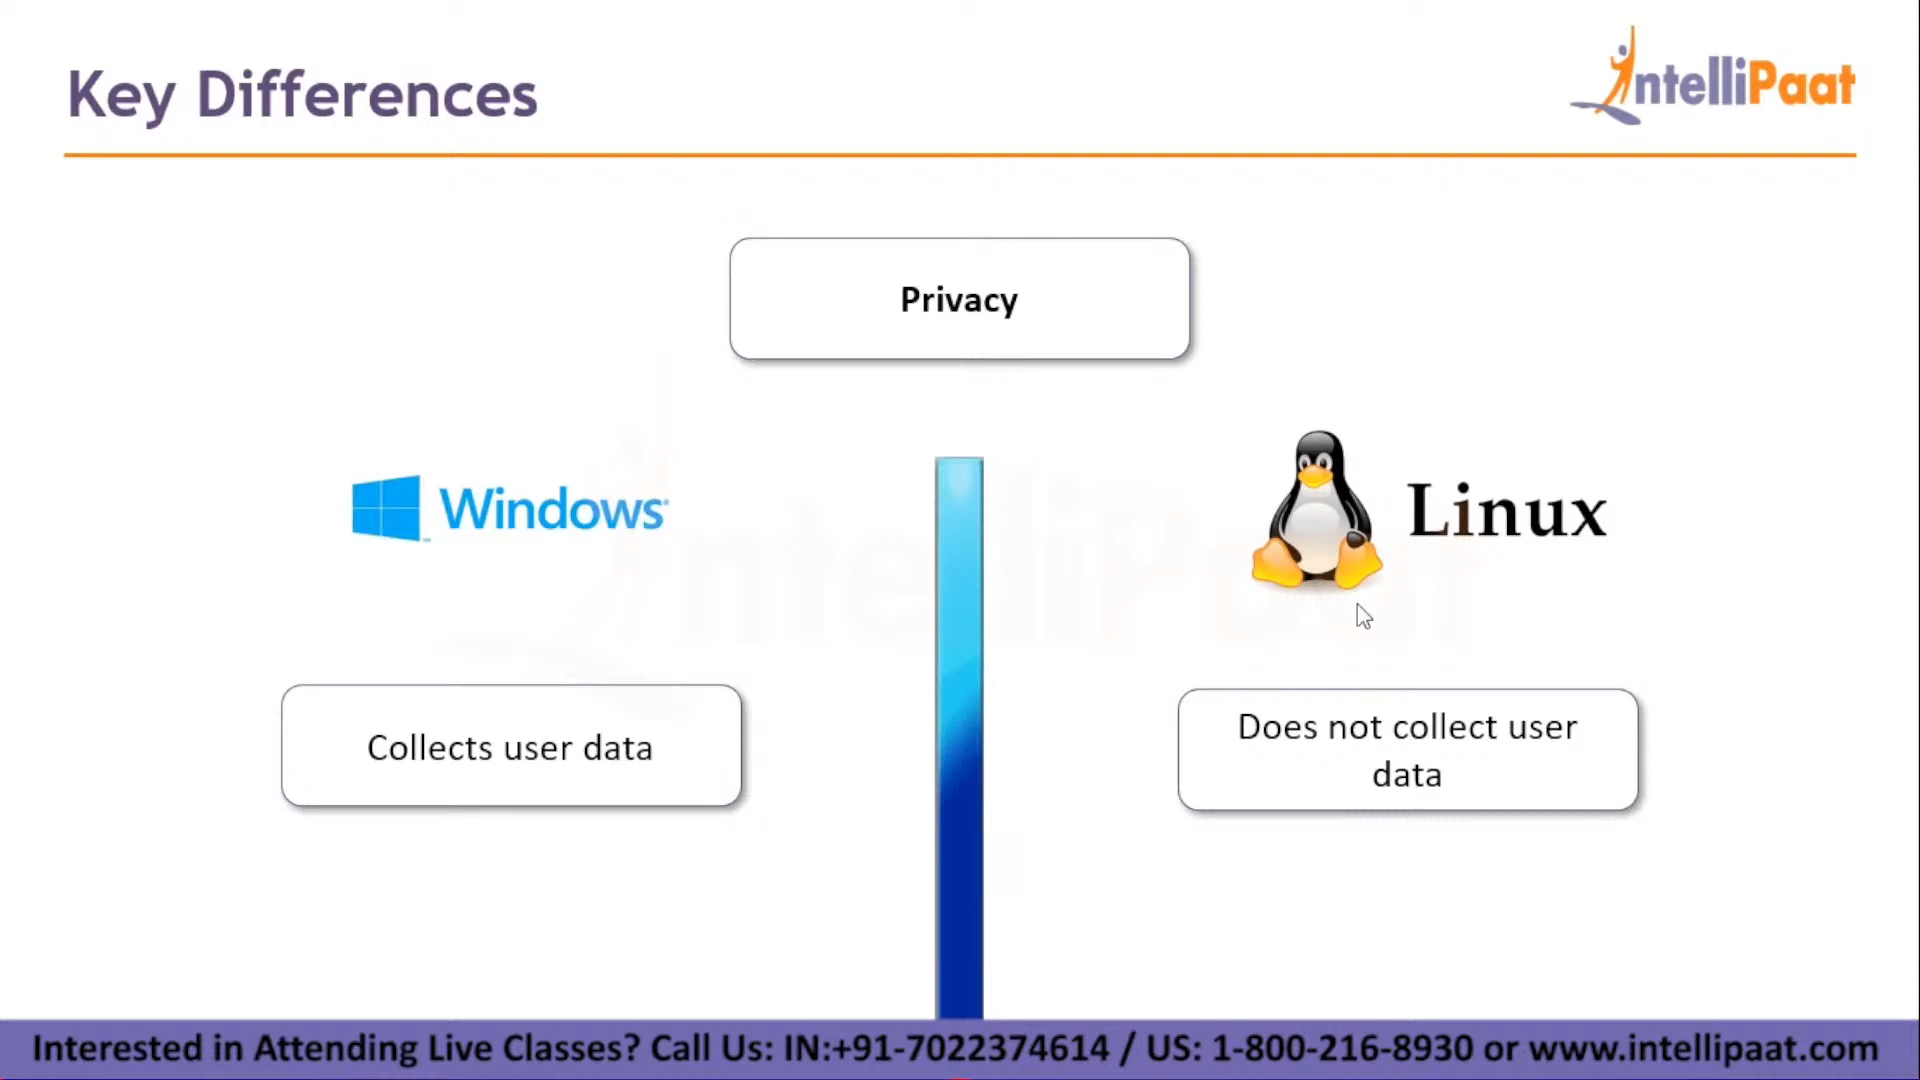 Key Differences
IntelliPaat
Privacy
Windows
Linux
Collects user data
Does not collect user
data
IntelliPaat
Interested in Attending Live Classes? Call Us: IN:+91-7022374614 / US: 1-800-216-8930 or www.intellipaat.com